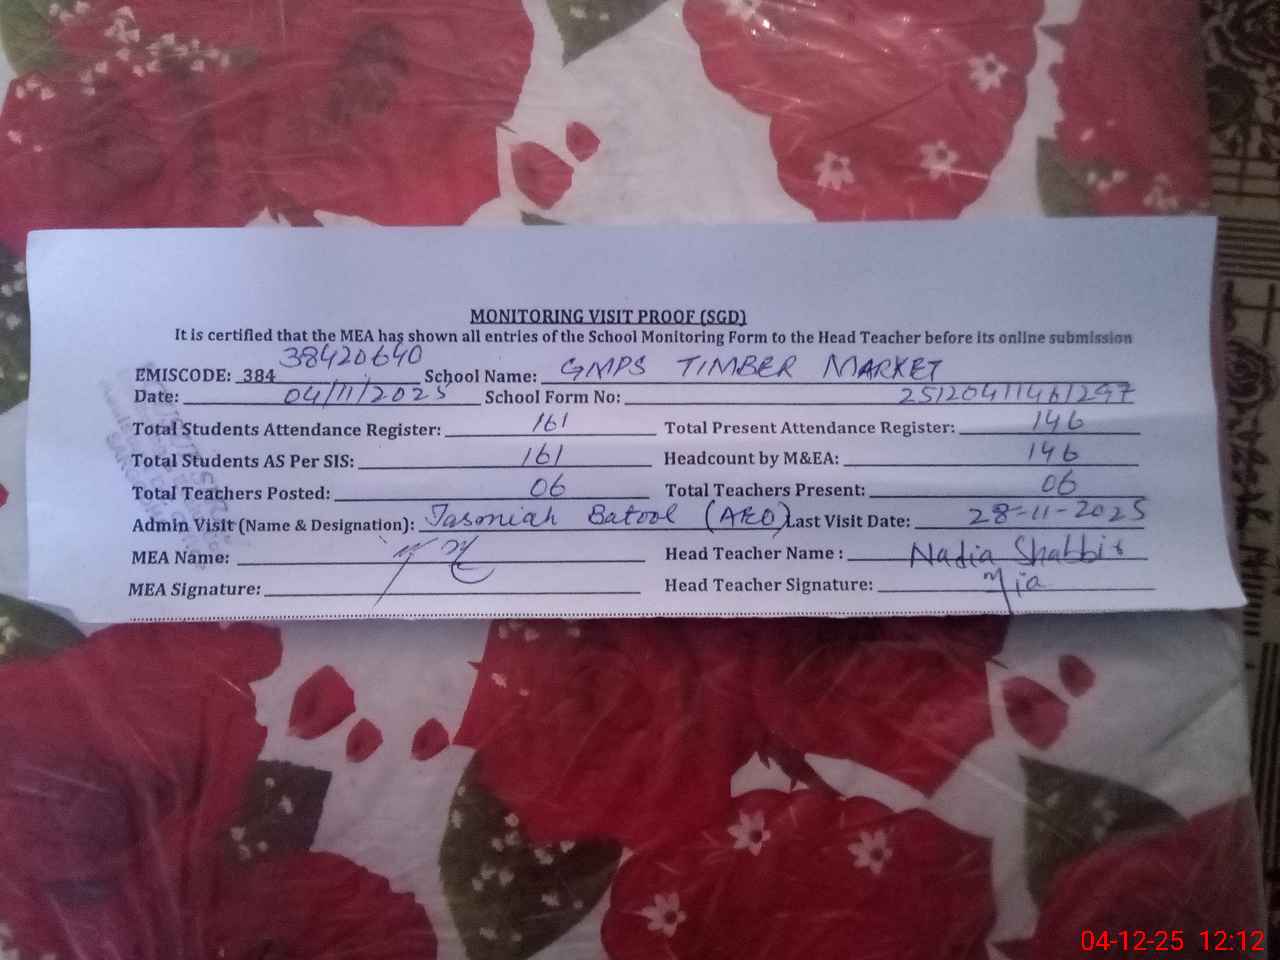 MONITORING VISIT PROOF (SGD)
It is certified that the MEA has shown all entries of the School Monitoring Form to the Head Teacher before its online submission
38420640
EMISCODE: 384 School Name: GMPS TIMBER MARKET
Date: 04/11/2025 School Form No: 25120411461297
Total Students Attendance Register: 161 Total Present Attendance Register: 146
Total Students AS Per SIS: 161 Headcount by M&EA: 146
Total Teachers Posted: 06 Total Teachers Present: 06
Admin Visit (Name & Designation): Tasmiah Batool (AEO) Last Visit Date: 28-11-2025
MEA Name: Head Teacher Name : Nadia Shabbir
MEA Signature: Head Teacher Signature:
04-12-25 12:12